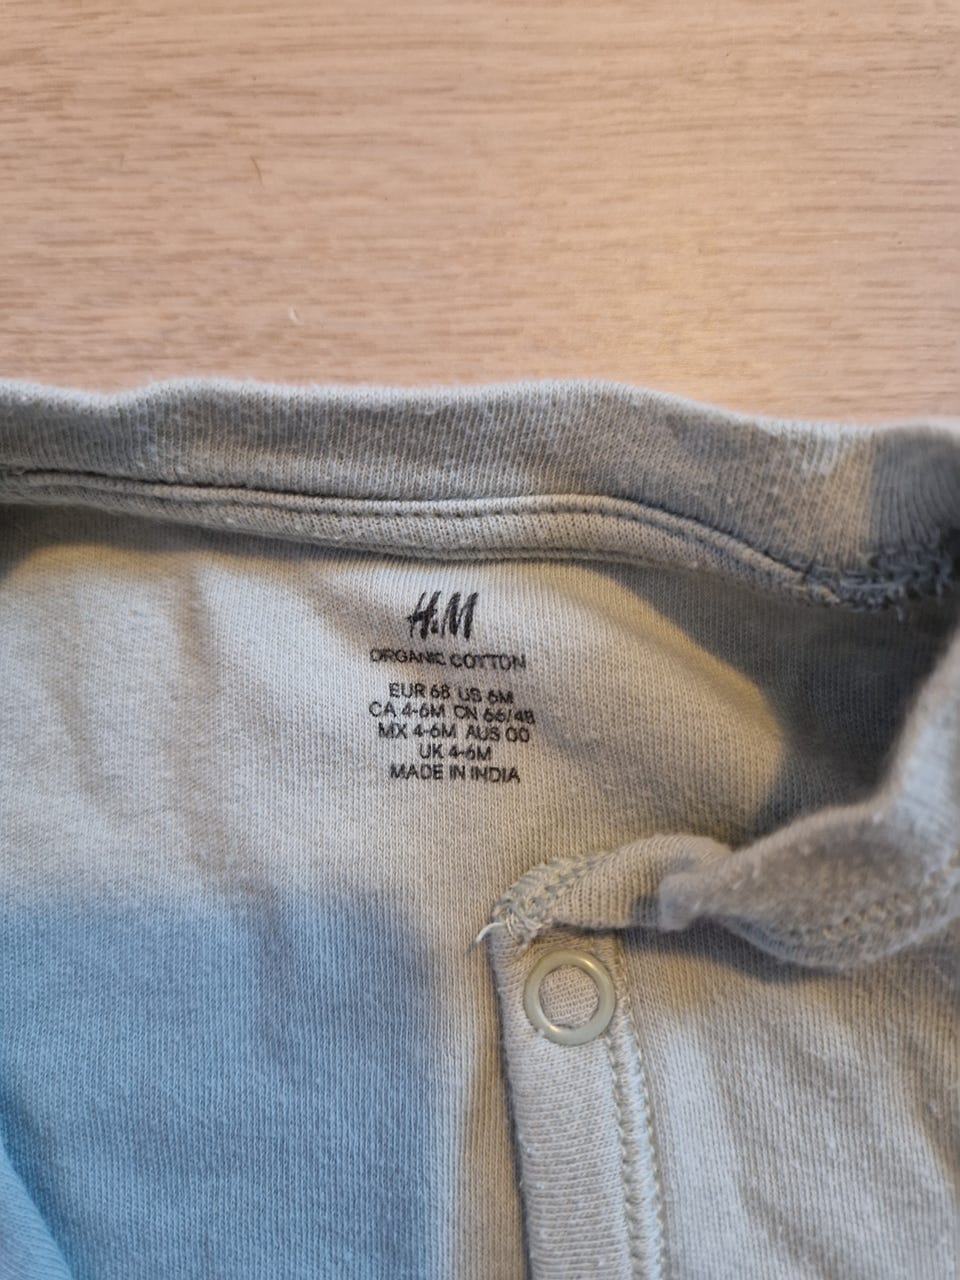 H&M
ORGANIC COTTON
EUR 68 US 6M
CA 4-6M CN 66/48
MX 4-6M AUS 00
UK 4-6M
MADE IN INDIA